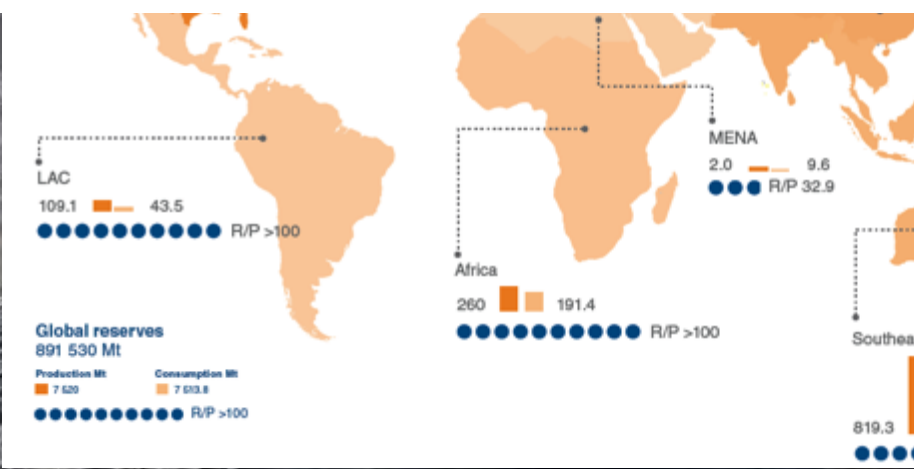 MENA
2.0 9.6
R/P 32.9
LAC
109.1 43.5
R/P >100
Africa
260 191.4
R/P >100
Global reserves
891 530 Mt
Production Mt Consumption Mt
7 520 7 513.8
R/P >100
Southea
819.3